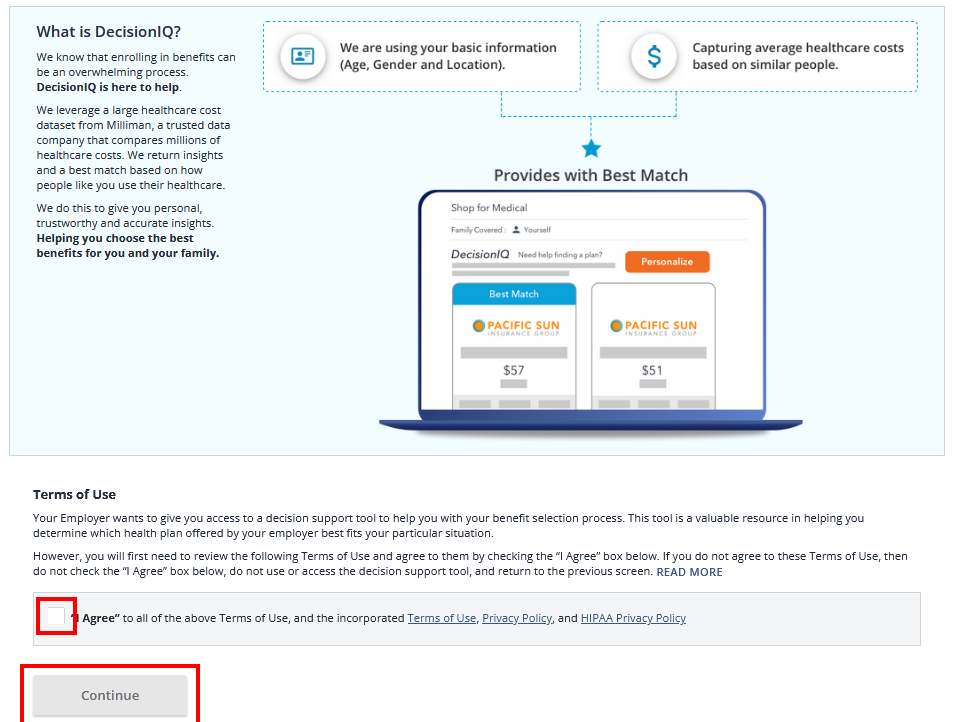 What is DecisionIQ?
We know that enrolling in benefits can
be an overwhelming process.
DecisionIQ is here to help.
We leverage a large healthcare cost
dataset from Milliman, a trusted data
company that compares millions of
healthcare costs. We return insights
and a best match based on how
people like you use their healthcare.
We do this to give you personal,
trustworthy and accurate insights.
Helping you choose the best
benefits for you and your family.
We are using your basic information
(Age, Gender and Location).
Capturing average healthcare costs
based on similar people.
Provides with Best Match
Shop for Medical
Family Covered : Yourself
DecisionIQ Need help finding a plan?
Personalize
Best Match
PACIFIC SUN
INSURANCE GROUP
$57
PACIFIC SUN
INSURANCE GROUP
$51
Terms of Use
Your Employer wants to give you access to a decision support tool to help you with your benefit selection process. This tool is a valuable resource in helping you
determine which health plan offered by your employer best fits your particular situation.
However, you will first need to review the following Terms of Use and agree to them by checking the “I Agree” box below. If you do not agree to these Terms of Use, then
do not check the “I Agree” box below, do not use or access the decision support tool, and return to the previous screen. READ MORE
“I Agree” to all of the above Terms of Use, and the incorporated Terms of Use, Privacy Policy, and HIPAA Privacy Policy
Continue